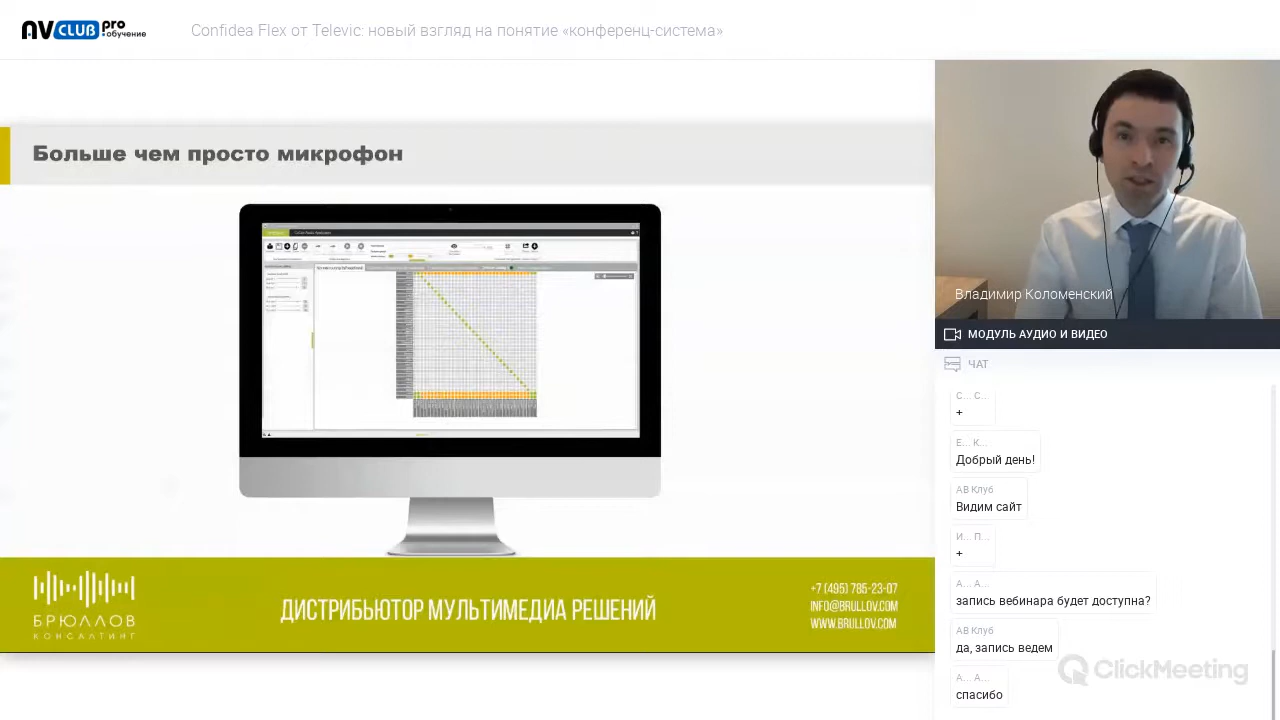 AVCLUB pro
обучение
Confidea Flex от Televic: новый взгляд на понятие «конференц-система»
Больше чем просто микрофон
БРЮЛЛОВ
КОНСАЛТИНГ
ДИСТРИБЬЮТОР МУЛЬТИМЕДИА РЕШЕНИЙ
+7 (495) 785-23-07
INFO@BRULLOV.COM
WWW.BRULLOV.COM
Владимир Коломенский
МОДУЛЬ АУДИО И ВИДЕО
ЧАТ
С... С...
+
Е... К...
Добрый день!
АВ Клуб
Видим сайт
И... П...
+
А... А...
запись вебинара будет доступна?
АВ Клуб
да, запись ведем
А... А...
спасибо
ClickMeeting